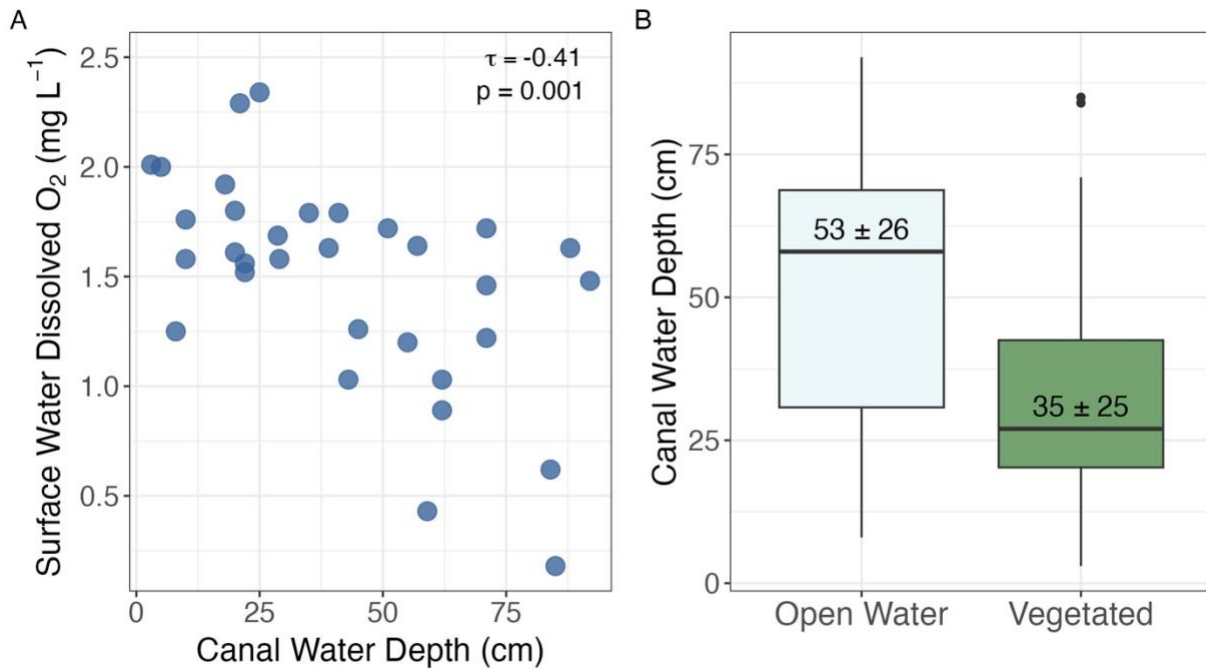 A
τ = -0.41
p = 0.001
Surface Water Dissolved O₂ (mg L⁻¹)
2.5
2.0
1.5
1.0
0.5
0 25 50 75
Canal Water Depth (cm)
B
Canal Water Depth (cm)
75
50
25
0
53 ± 26
35 ± 25
Open Water Vegetated